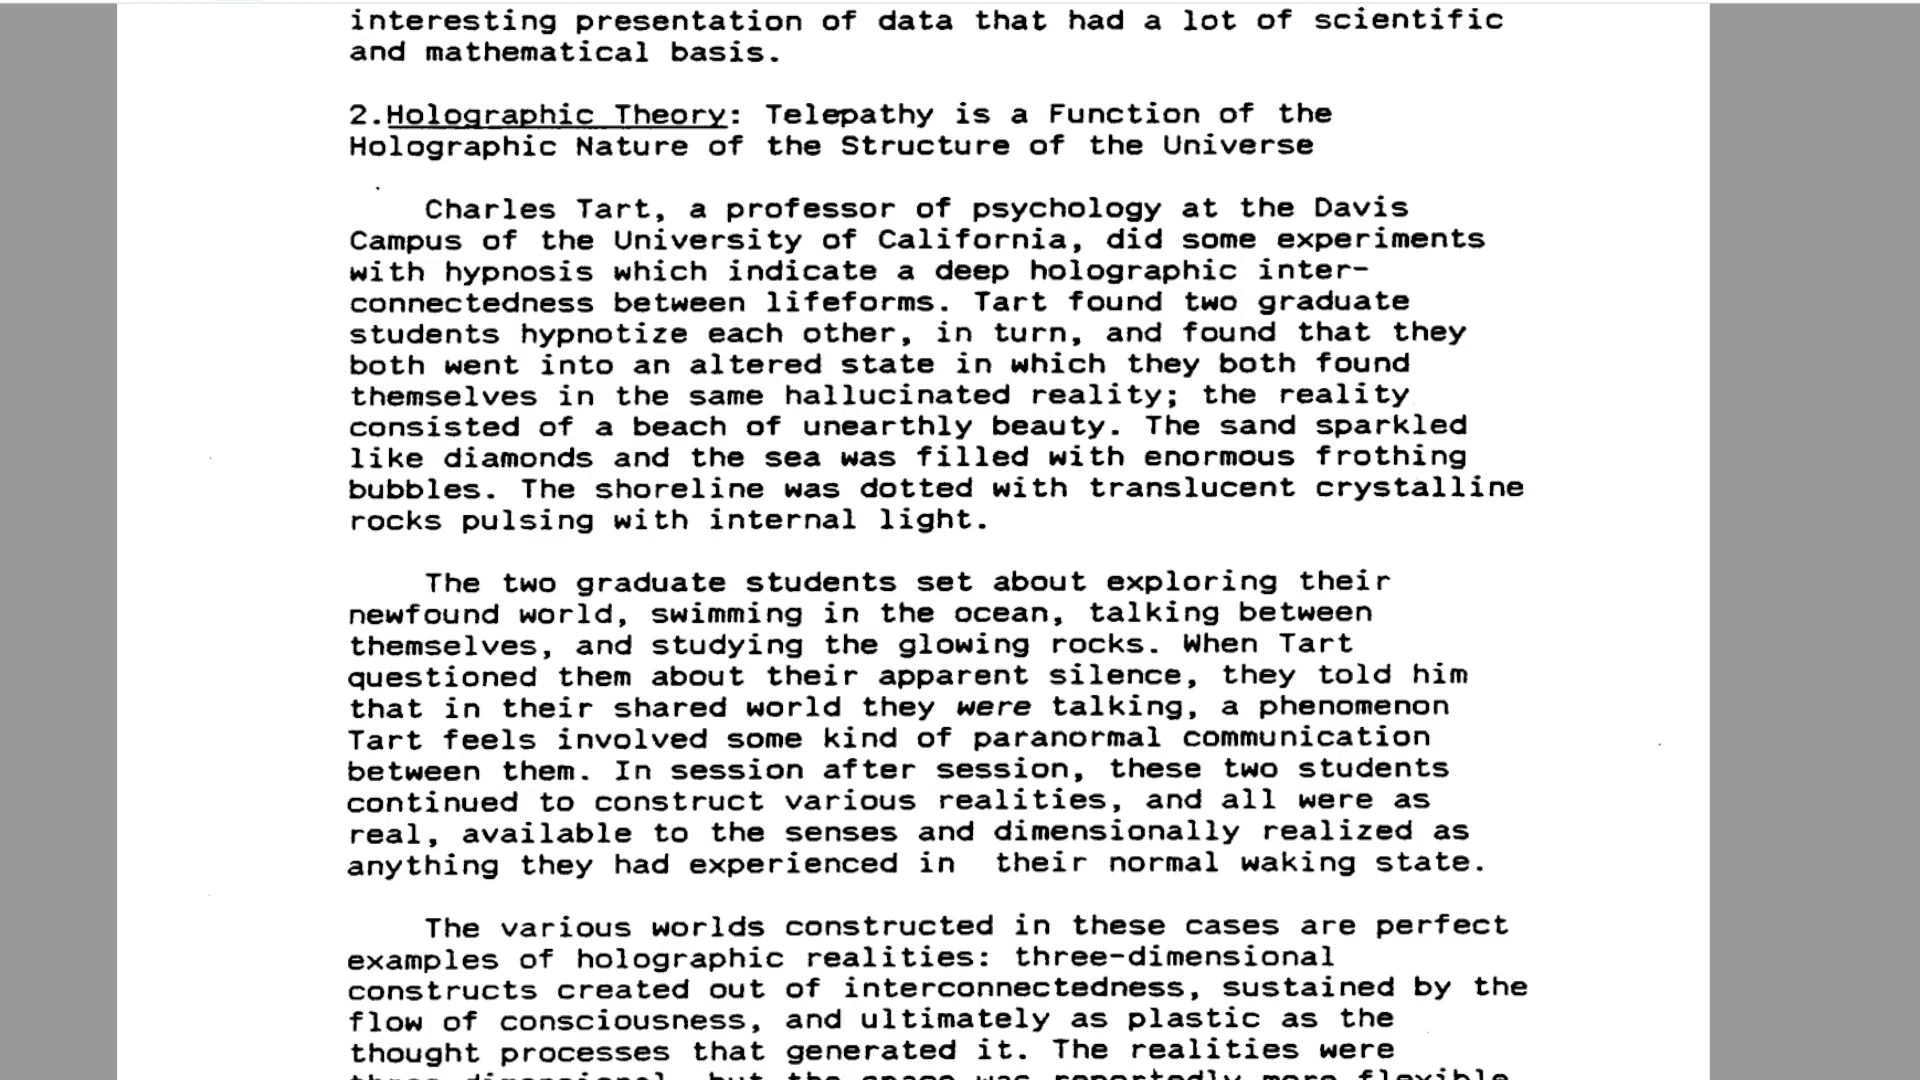 interesting presentation of data that had a lot of scientific
and mathematical basis.
2.Holographic Theory: Telepathy is a Function of the
Holographic Nature of the Structure of the Universe
Charles Tart, a professor of psychology at the Davis
Campus of the University of California, did some experiments
with hypnosis which indicate a deep holographic inter-
connectedness between lifeforms. Tart found two graduate
students hypnotize each other, in turn, and found that they
both went into an altered state in which they both found
themselves in the same hallucinated reality; the reality
consisted of a beach of unearthly beauty. The sand sparkled
like diamonds and the sea was filled with enormous frothing
bubbles. The shoreline was dotted with translucent crystalline
rocks pulsing with internal light.
The two graduate students set about exploring their
newfound world, swimming in the ocean, talking between
themselves, and studying the glowing rocks. When Tart
questioned them about their apparent silence, they told him
that in their shared world they were talking, a phenomenon
Tart feels involved some kind of paranormal communication
between them. In session after session, these two students
continued to construct various realities, and all were as
real, available to the senses and dimensionally realized as
anything they had experienced in  their normal waking state.
The various worlds constructed in these cases are perfect
examples of holographic realities: three-dimensional
constructs created out of interconnectedness, sustained by the
flow of consciousness, and ultimately as plastic as the
thought processes that generated it. The realities were
three-dimensional, but the space was reportedly more flexible